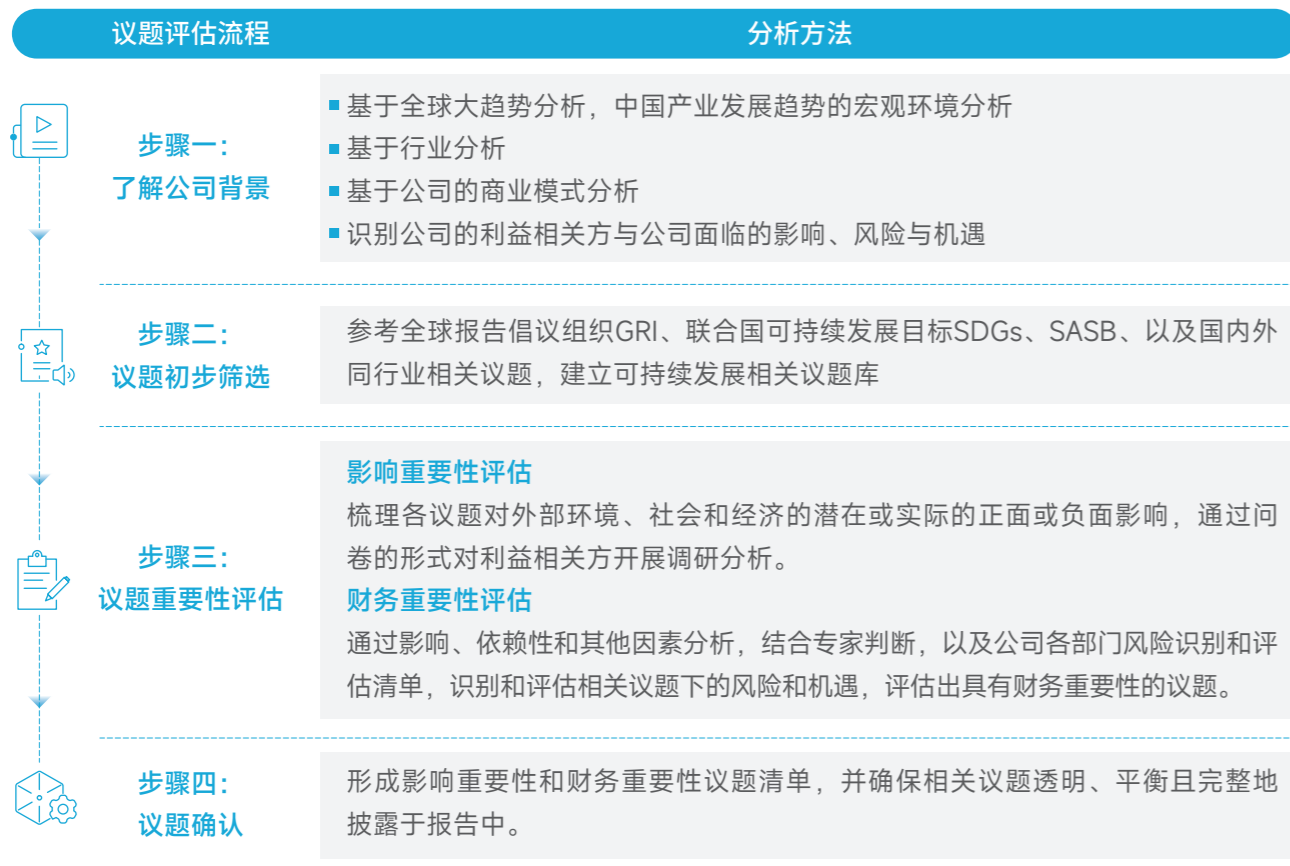 议题评估流程
分析方法
步骤一：
了解公司背景
基于全球大趋势分析，中国产业发展趋势的宏观环境分析
基于行业分析
基于公司的商业模式分析
识别公司的利益相关方与公司面临的影响、风险与机遇
步骤二：
议题初步筛选
参考全球报告倡议组织GRI、联合国可持续发展目标SDGs、SASB、以及国内外
同行业相关议题，建立可持续发展相关议题库
步骤三：
议题重要性评估
影响重要性评估
梳理各议题对外部环境、社会和经济的潜在或实际的正面或负面影响，通过问
卷的形式对利益相关方开展调研分析。
财务重要性评估
通过影响、依赖性和其他因素分析，结合专家判断，以及公司各部门风险识别和评
估清单，识别和评估相关议题下的风险和机遇，评估出具有财务重要性的议题。
步骤四：
议题确认
形成影响重要性和财务重要性议题清单，并确保相关议题透明、平衡且完整地
披露于报告中。